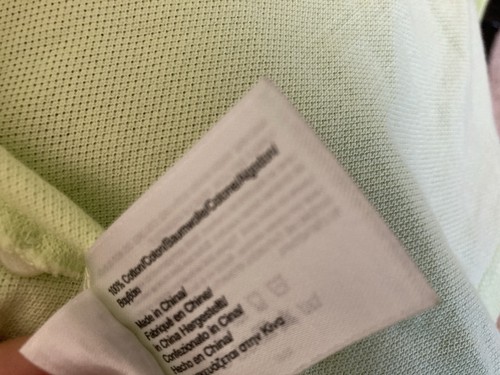 100% Cotton/Coton/Baumwolle/Cotone/Algodón/
Βαμβάκι
Made in China/
Fabriqué en Chine/
in China Hergestellt/
Confezionato in Cina/
Hecho en China/
στην Κίνα